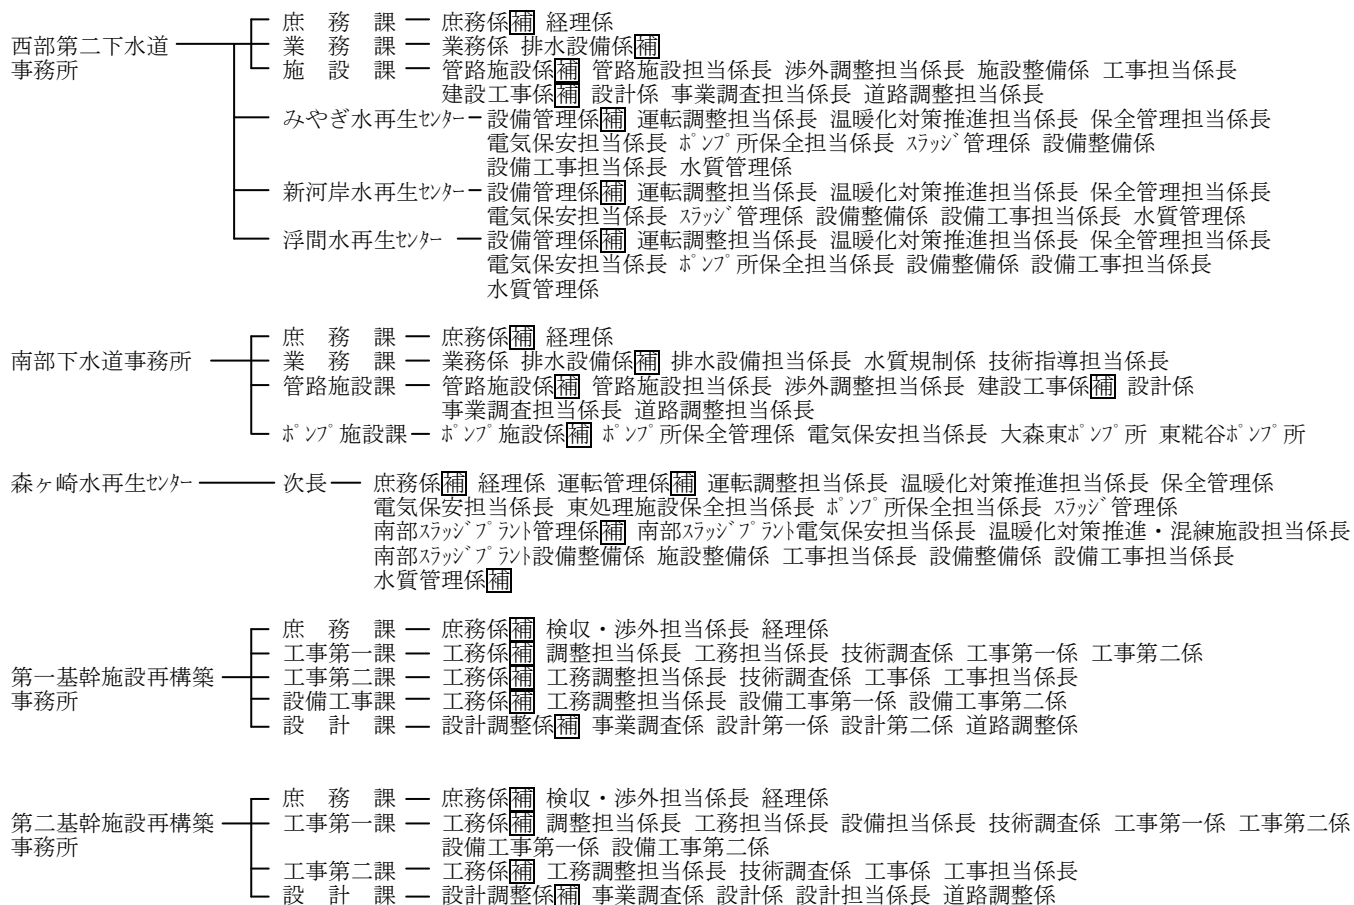 庶務課 庶務係補 経理係
西部第二下水道事務所 業務課 業務係 排水設備係補
施設課 管路施設係補 管路施設担当係長 渉外調整担当係長 施設整備係 工事担当係長
建設工事係補 設計係 事業調査担当係長 道路調整担当係長
みやぎ水再生ｾﾝﾀｰ 設備管理係補 運転調整担当係長 温暖化対策推進担当係長 保全管理担当係長
電気保安担当係長 ﾎﾟﾝﾌﾟ所保全担当係長 ｽﾗｯｼﾞ管理係 設備整備係
設備工事担当係長 水質管理係
新河岸水再生ｾﾝﾀｰ 設備管理係補 運転調整担当係長 温暖化対策推進担当係長 保全管理担当係長
電気保安担当係長 ｽﾗｯｼﾞ管理係 設備整備係 設備工事担当係長 水質管理係
浮間水再生ｾﾝﾀｰ 設備管理係補 運転調整担当係長 温暖化対策推進担当係長 保全管理担当係長
電気保安担当係長 ﾎﾟﾝﾌﾟ所保全担当係長 設備整備係 設備工事担当係長
水質管理係
庶務課 庶務係補 経理係
南部下水道事務所 業務課 業務係 排水設備係補 排水設備担当係長 水質規制係 技術指導担当係長
管路施設課 管路施設係補 管路施設担当係長 渉外調整担当係長 建設工事係補 設計係
事業調査担当係長 道路調整担当係長
ﾎﾟﾝﾌﾟ施設課 ﾎﾟﾝﾌﾟ施設係補 ﾎﾟﾝﾌﾟ所保全管理係 電気保安担当係長 大森東ﾎﾟﾝﾌﾟ所 東糀谷ﾎﾟﾝﾌﾟ所
森ヶ崎水再生ｾﾝﾀｰ 次長 庶務係補 経理係 運転管理係補 運転調整担当係長 温暖化対策推進担当係長 保全管理係
電気保安担当係長 東処理施設保全担当係長 ﾎﾟﾝﾌﾟ所保全担当係長 ｽﾗｯｼﾞ管理係
南部ｽﾗｯｼﾞﾌﾟﾗﾝﾄ管理係補 南部ｽﾗｯｼﾞﾌﾟﾗﾝﾄ電気保安担当係長 温暖化対策推進・混練施設担当係長
南部ｽﾗｯｼﾞﾌﾟﾗﾝﾄ設備整備係 施設整備係 工事担当係長 設備整備係 設備工事担当係長
水質管理係補
庶務課 庶務係補 検収・渉外担当係長 経理係
工事第一課 工務係補 調整担当係長 工務担当係長 技術調査係 工事第一係 工事第二係
第一基幹施設再構築事務所 工事第二課 工務係補 工務調整担当係長 技術調査係 工事係 工事担当係長
設備工事課 工務係補 工務調整担当係長 設備工事第一係 設備工事第二係
設計課 設計調整係補 事業調査係 設計第一係 設計第二係 道路調整係
庶務課 庶務係補 検収・渉外担当係長 経理係
第二基幹施設再構築事務所 工事第一課 工務係補 調整担当係長 工務担当係長 設備担当係長 技術調査係 工事第一係 工事第二係
設備工事第一係 設備工事第二係
工事第二課 工務係補 工務調整担当係長 技術調査係 工事係 工事担当係長
設計課 設計調整係補 事業調査係 設計係 設計担当係長 道路調整係